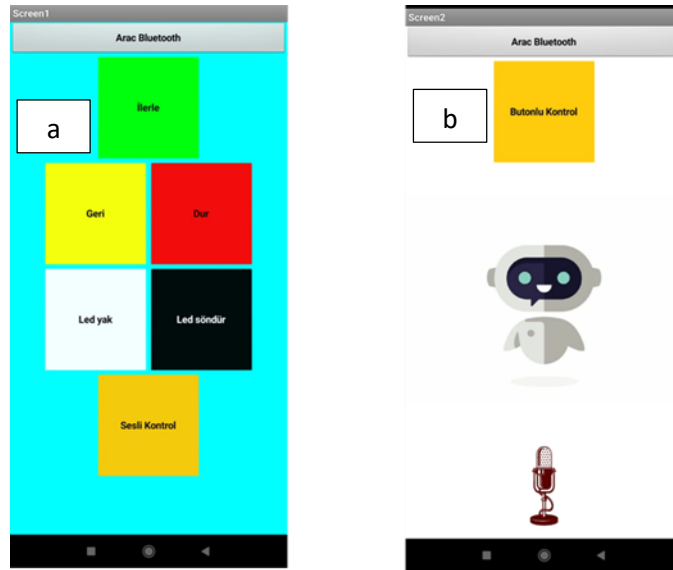 Screen1
Arac Bluetooth
a
İlerle
Geri
Dur
Led yak
Led söndür
Sesli Kontrol
Screen2
Arac Bluetooth
b
Butonlu Kontrol